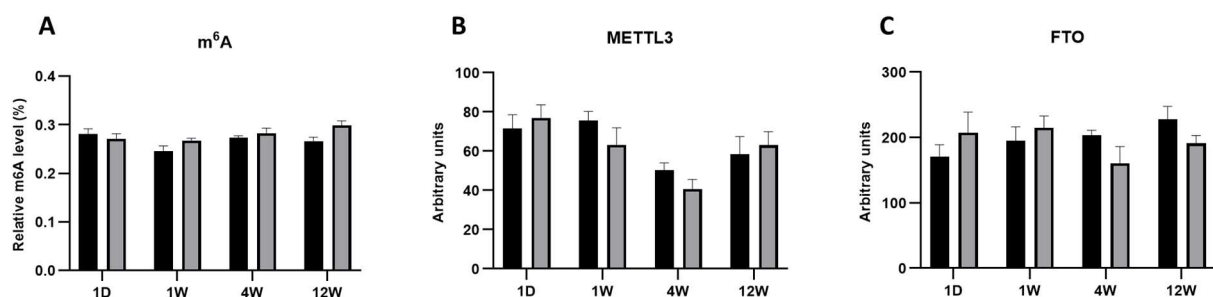 A
m⁶A
Relative m6A level (%)
0.4
0.3
0.2
0.1
0.0
1D 1W 4W 12W
B
METTL3
Arbitrary units
100
80
60
40
20
0
1D 1W 4W 12W
C
FTO
Arbitrary units
300
200
100
0
1D 1W 4W 12W